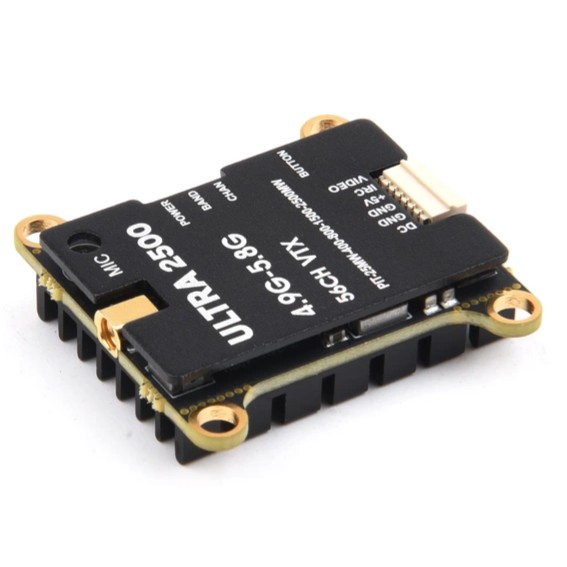 ULTRA 2500
4.9G-5.8G
56CH VTX
PIT-25MW-400-800-1500-2500MW
MIC
POWER
BAND
CHAN
BUTTON
DC
GND
GND
+5V
IRC
VIDEO